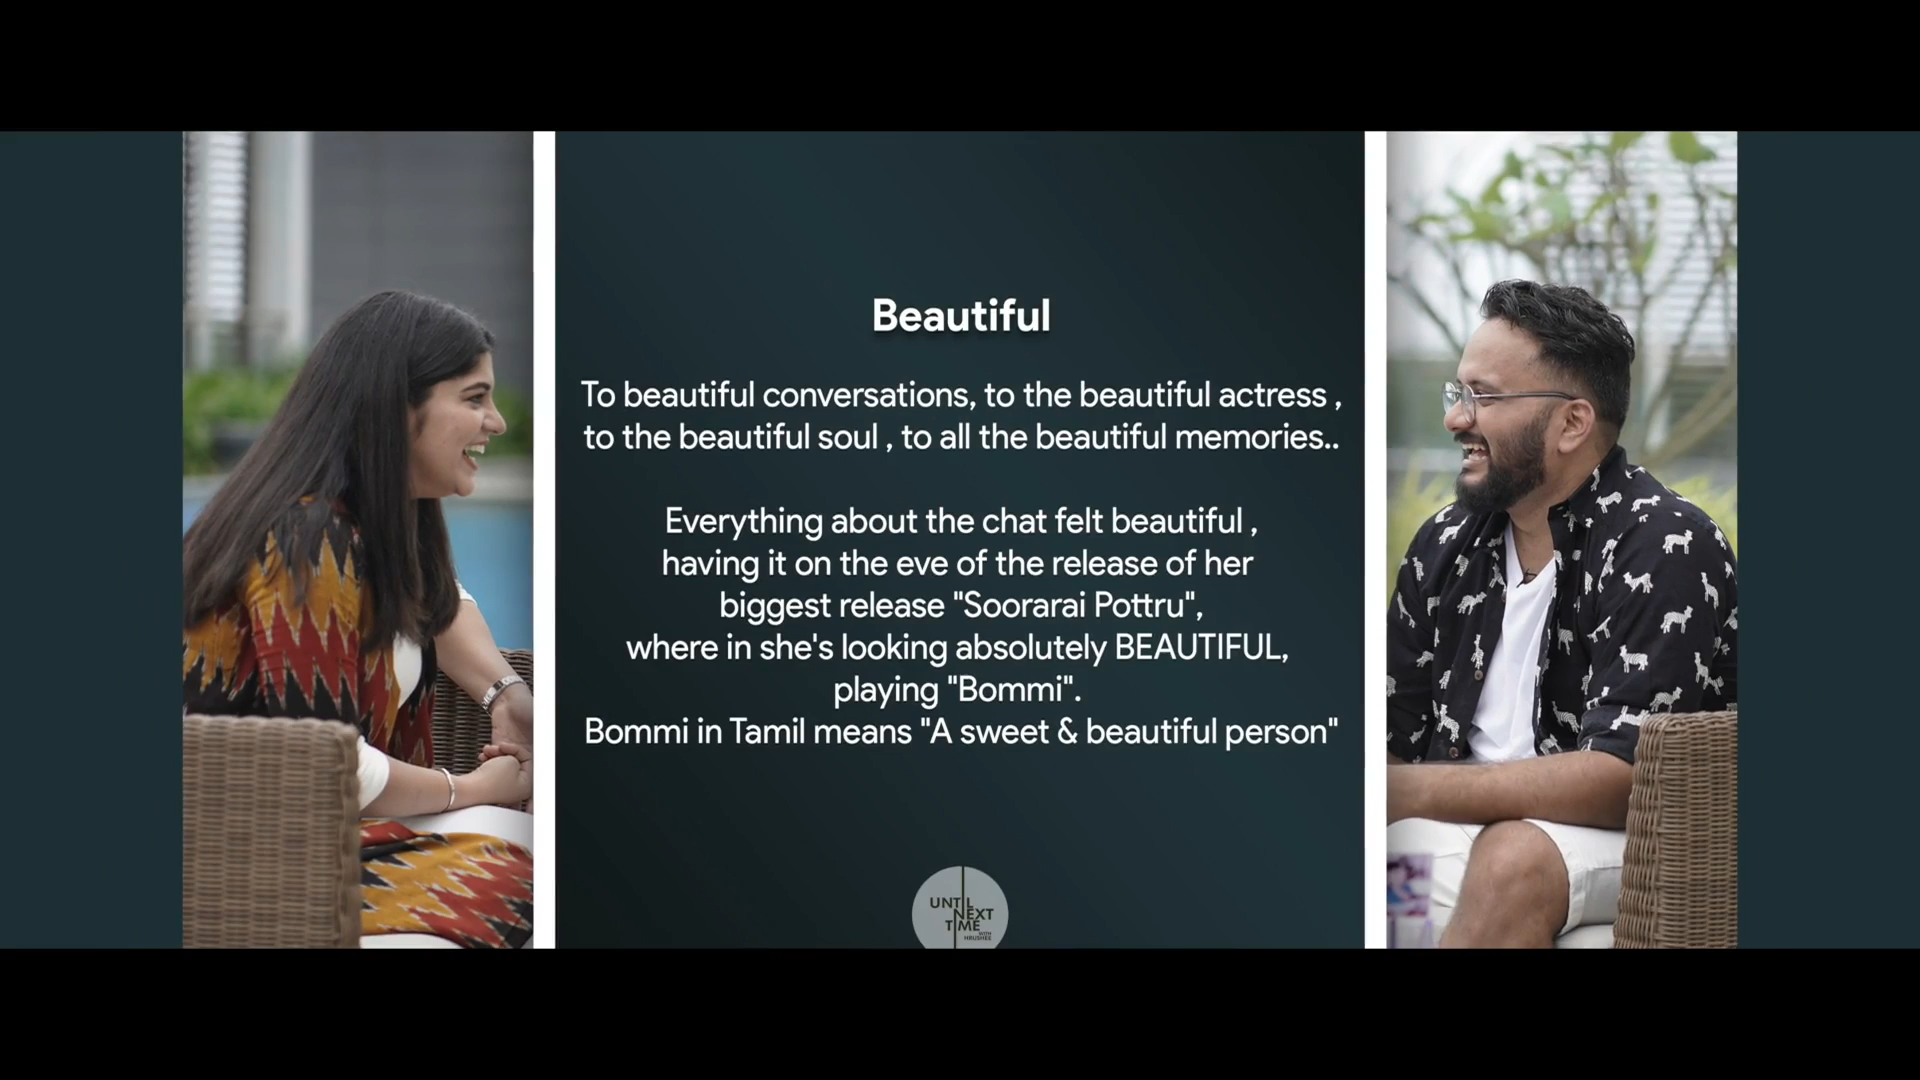 Beautiful
To beautiful conversations, to the beautiful actress ,
to the beautiful soul , to all the beautiful memories..
Everything about the chat felt beautiful ,
having it on the eve of the release of her
biggest release "Soorarai Pottru",
where in she's looking absolutely BEAUTIFUL,
playing "Bommi".
Bommi in Tamil means "A sweet & beautiful person"
UNTIL
NEXT
TIME
WITH
HRUSHEE